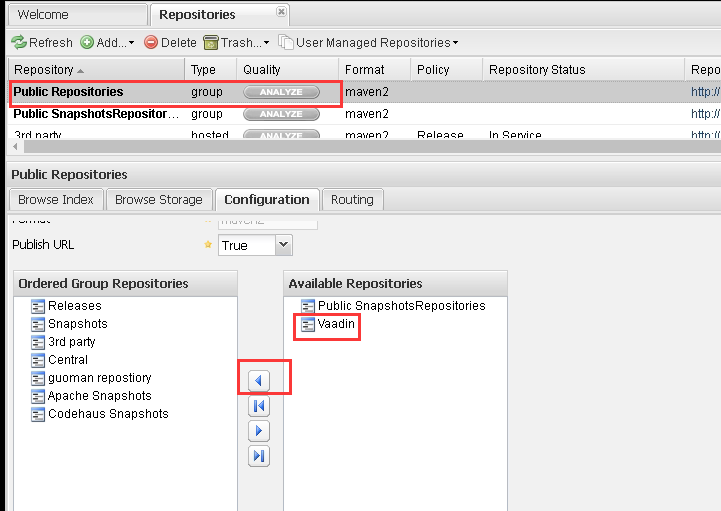 Welcome Repositories
Refresh Add... Delete Trash... User Managed Repositories
Repository Type Quality Format Policy Repository Status Repo
Public Repositories group ANALYZE maven2 http://
Public SnapshotsRepositor... group ANALYZE maven2 http://
3rd party hosted ANALYZE maven2 Release In Service http://
Public Repositories
Browse Index Browse Storage Configuration Routing
Format maven2
Publish URL True
Ordered Group Repositories Available Repositories
Releases Public SnapshotsRepositories
Snapshots Vaadin
3rd party
Central
guoman repostiory
Apache Snapshots
Codehaus Snapshots